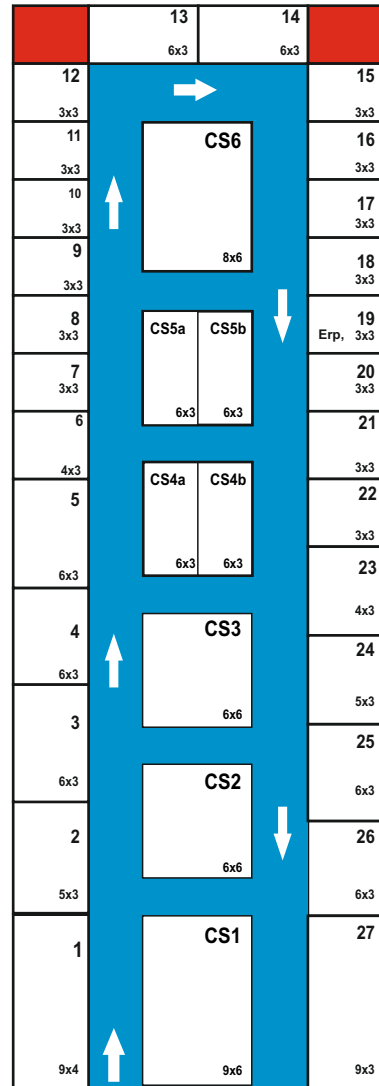 13
6x3
14
6x3
12
3x3
11
3x3
10
3x3
9
3x3
8
3x3
7
3x3
6
4x3
5
6x3
4
6x3
3
6x3
2
5x3
1
9x4
CS6
8x6
CS5a
6x3
CS5b
6x3
CS4a
6x3
CS4b
6x3
CS3
6x6
CS2
6x6
CS1
9x6
15
3x3
16
3x3
17
3x3
18
3x3
19
Erp, 3x3
20
3x3
21
3x3
22
3x3
23
4x3
24
5x3
25
6x3
26
6x3
27
9x3